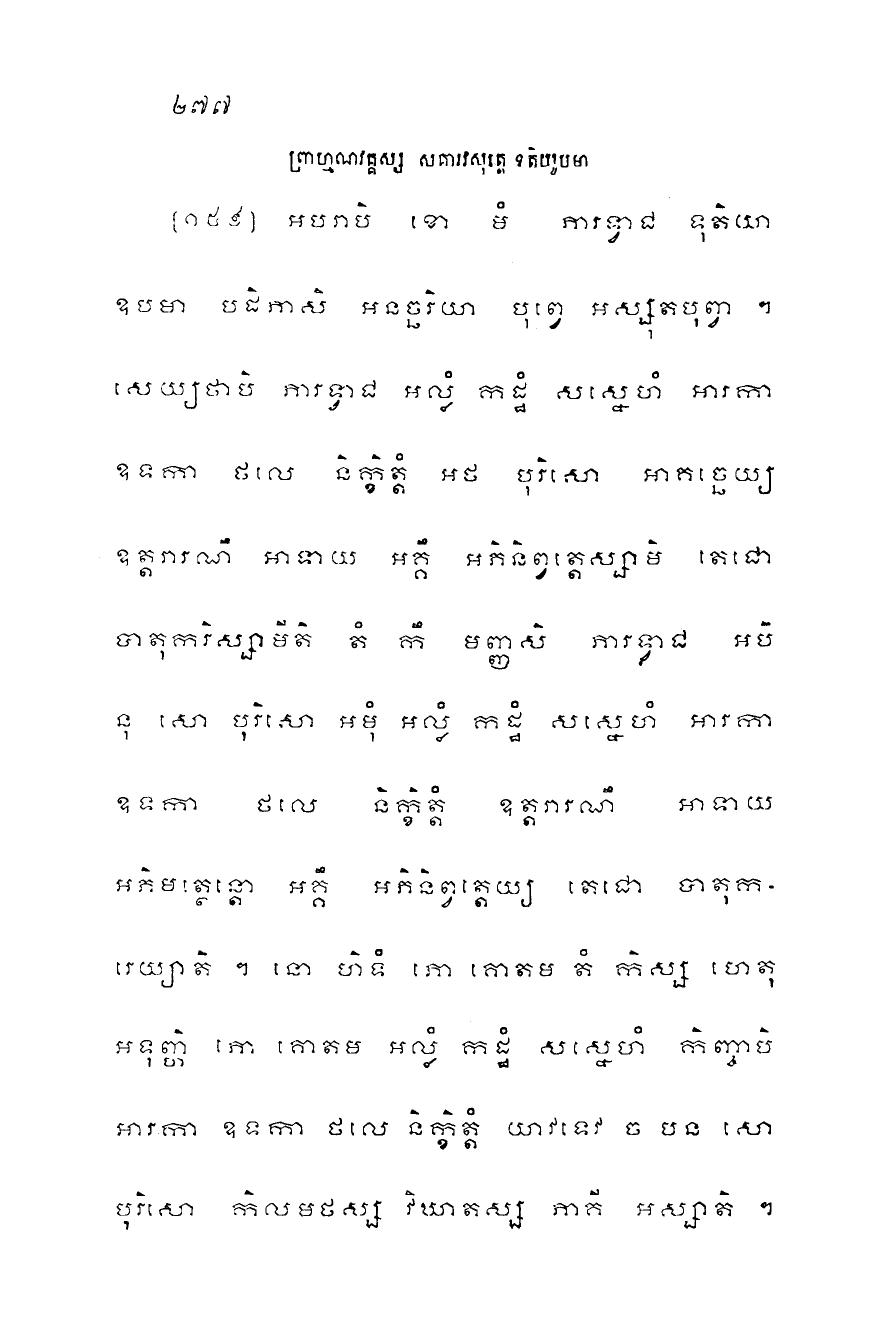 ២៧៧
ព្រាហ្មណវគ្គស្ស សគារវសុត្តេ ទតិយូបមា
[១៥៩] អបរាបិ ខោ មំ ភារទ្វាជ ទុតិយា
ឧបមា បដិភាសិ អនច្ឆរិយា បុព្វេ អស្សុតបុព្វា ។
សេយ្យថាបិ ភារទ្វាជ អល្លំ កដ្ឋំ សស្នេហំ អារកា
ឧទកា ថលេ និក្ខិត្តំ អថ បុរិសោ អាគច្ឆេយ្យ
ឧត្តរារណឹ អាទាយ អគ្គឹ អភិនិព្វត្តេស្សាមិ តេជោ
បាតុករិស្សាមីតិ តំ កឹ មញ្ញសិ ភារទ្វាជ អបិ
នុ សោ បុរិសោ អមុំ អល្លំ កដ្ឋំ សស្នេហំ អារកា
ឧទកា ថលេ និក្ខិត្តំ ឧត្តរារណឹ អាទាយ
អភិមត្ថេន្តោ អគ្គឹ អភិនិព្វត្តេយ្យ តេជោ បាតុក-
រេយ្យាតិ ។ នោ ហិទំ ភោ គោតម តំ កិស្ស ហេតុ
អទុញ្ហិ ភោ គោតម អល្លំ កដ្ឋំ សស្នេហំ កិញ្ចាបិ
អារកា ឧទកា ថលេ និក្ខិត្តំ យាវទេវ ច បន សោ
បុរិសោ កិលមថស្ស វិឃាតស្ស ភាគី អស្សាតិ ។